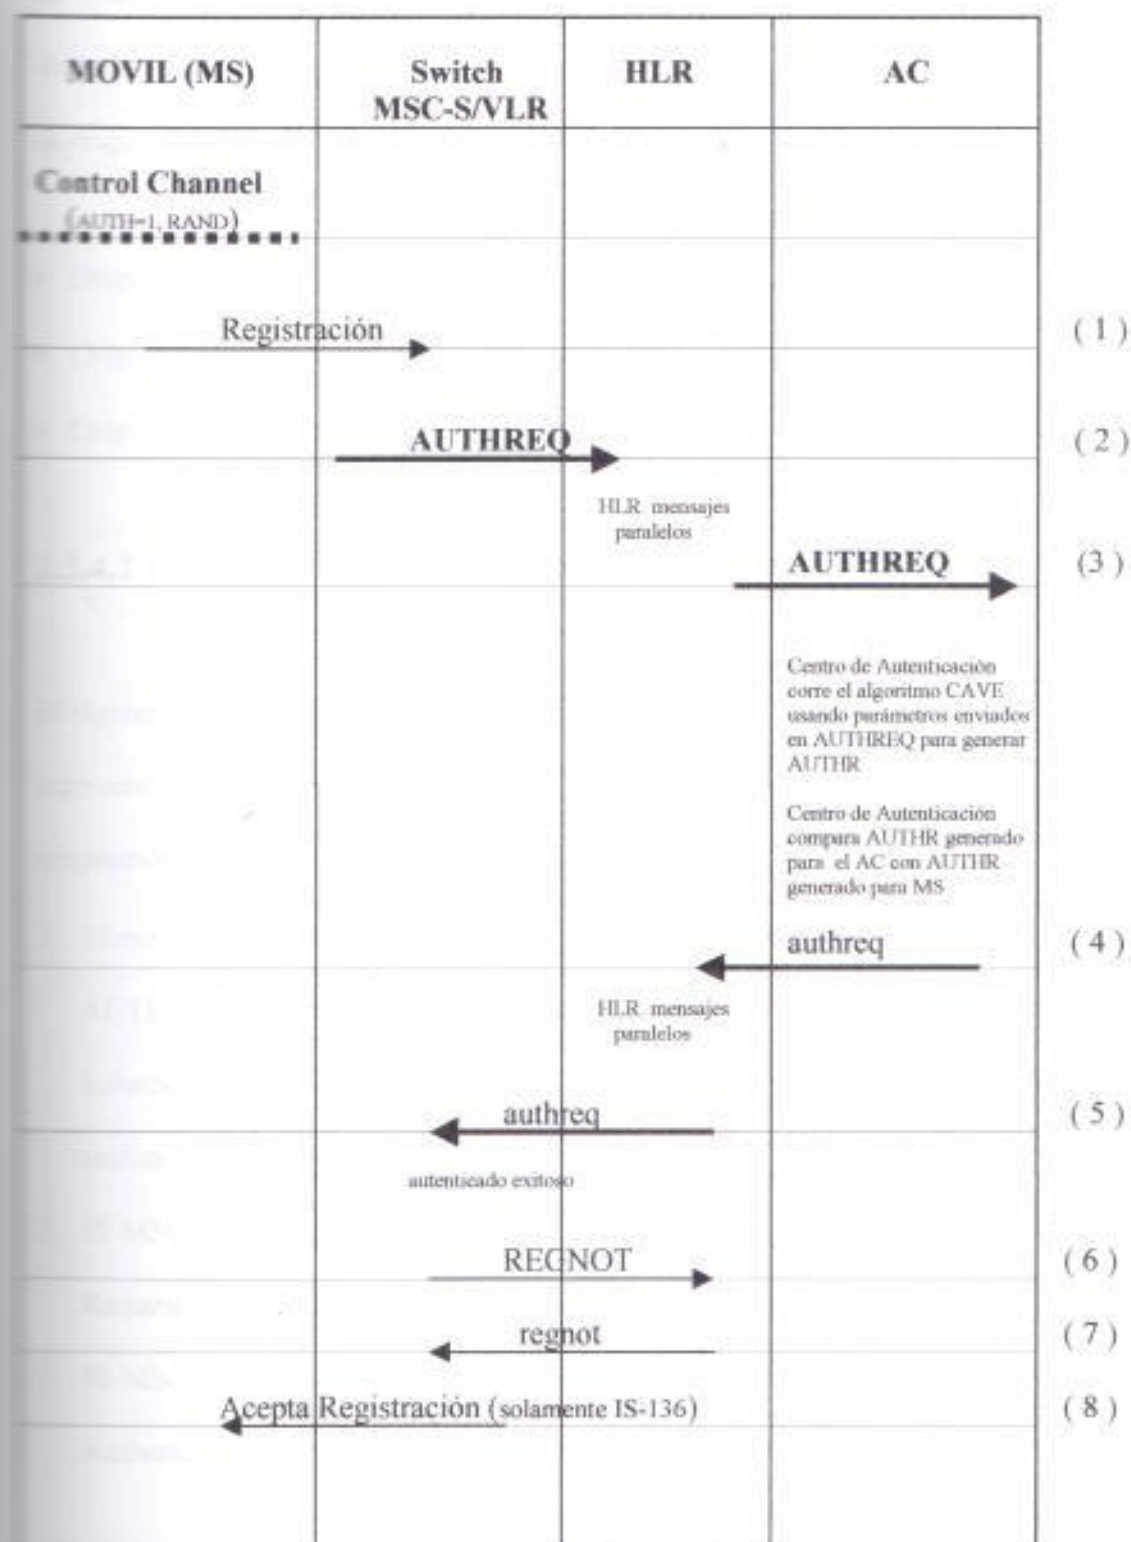 MOVIL (MS)
Switch
MSC-S/VLR
HLR
AC
Control Channel
(AUTH=1, RAND)
Registración
( 1 )
AUTHREQ
( 2 )
HLR mensajes
paralelos
AUTHREQ
(3 )
Centro de Autenticación
corre el algoritmo CAVE
usando parámetros enviados
en AUTHREQ para generar
AUTHR
Centro de Autenticación
compara AUTHR generado
para el AC con AUTHR
generado para MS
authreq
( 4 )
HLR mensajes
paralelos
authreq
( 5 )
autenticado exitoso
REGNOT
( 6 )
regnot
( 7 )
Acepta Registración (solamente IS-136)
( 8 )